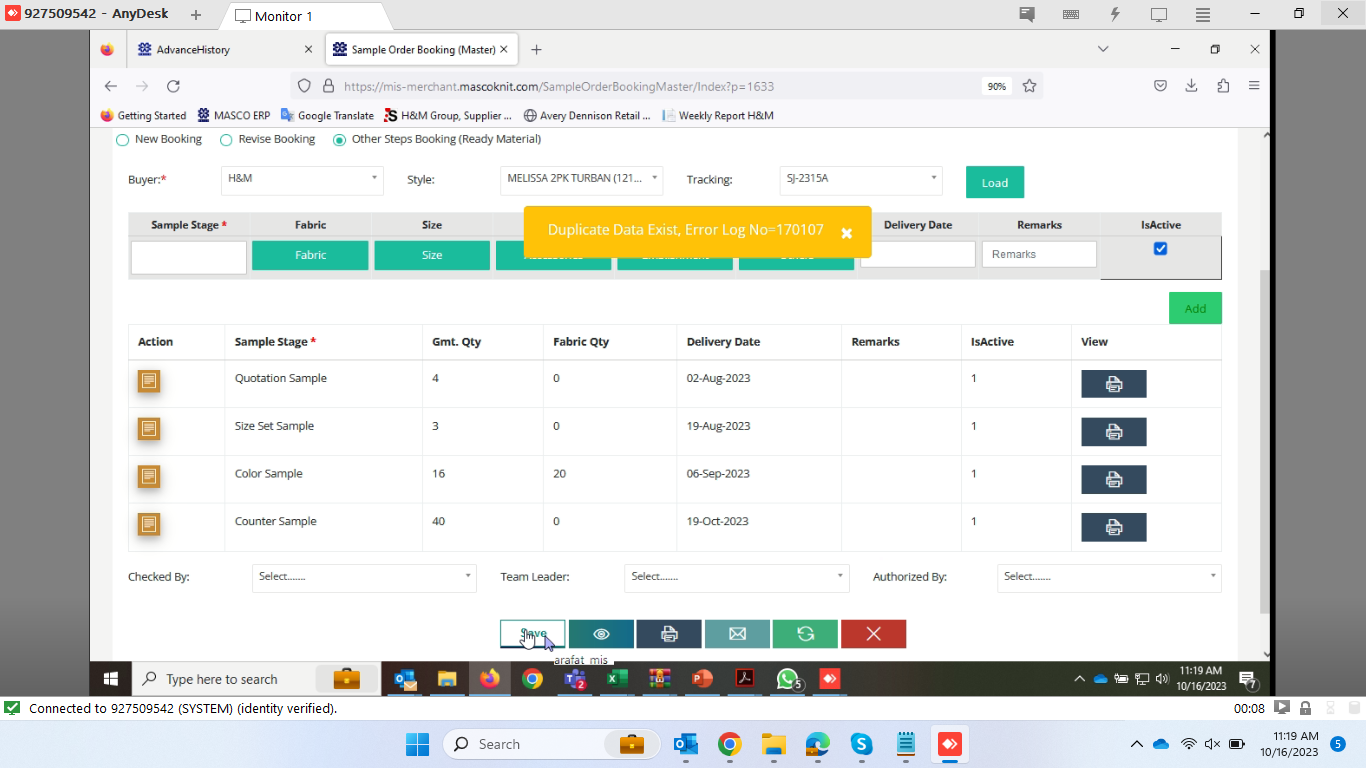 927509542 - AnyDesk
Monitor 1
AdvanceHistory
Sample Order Booking (Master)
https://mis-merchant.mascoknit.com/SampleOrderBookingMaster/Index?p=1633
90%
Getting Started
MASCO ERP
Google Translate
H&M Group, Supplier ...
Avery Dennison Retail ...
Weekly Report H&M
New Booking
Revise Booking
Other Steps Booking (Ready Material)
Buyer:*
H&M
Style:
MELISSA 2PK TURBAN (121...
Tracking:
SJ-2315A
Load
Sample Stage *
Fabric
Size
Delivery Date
Remarks
IsActive
Duplicate Data Exist, Error Log No=170107
Fabric
Size
Remarks
Add
Action
Sample Stage *
Gmt. Qty
Fabric Qty
Delivery Date
Remarks
IsActive
View
Quotation Sample
4
0
02-Aug-2023
1
Size Set Sample
3
0
19-Aug-2023
1
Color Sample
16
20
06-Sep-2023
1
Counter Sample
40
0
19-Oct-2023
1
Checked By:
Select.......
Team Leader:
Select.......
Authorized By:
Select.......
Save
arafat_mis
Type here to search
2
5
11:19 AM
10/16/2023
7
Connected to 927509542 (SYSTEM) (identity verified).
00:08
Search
11:19 AM
10/16/2023
5